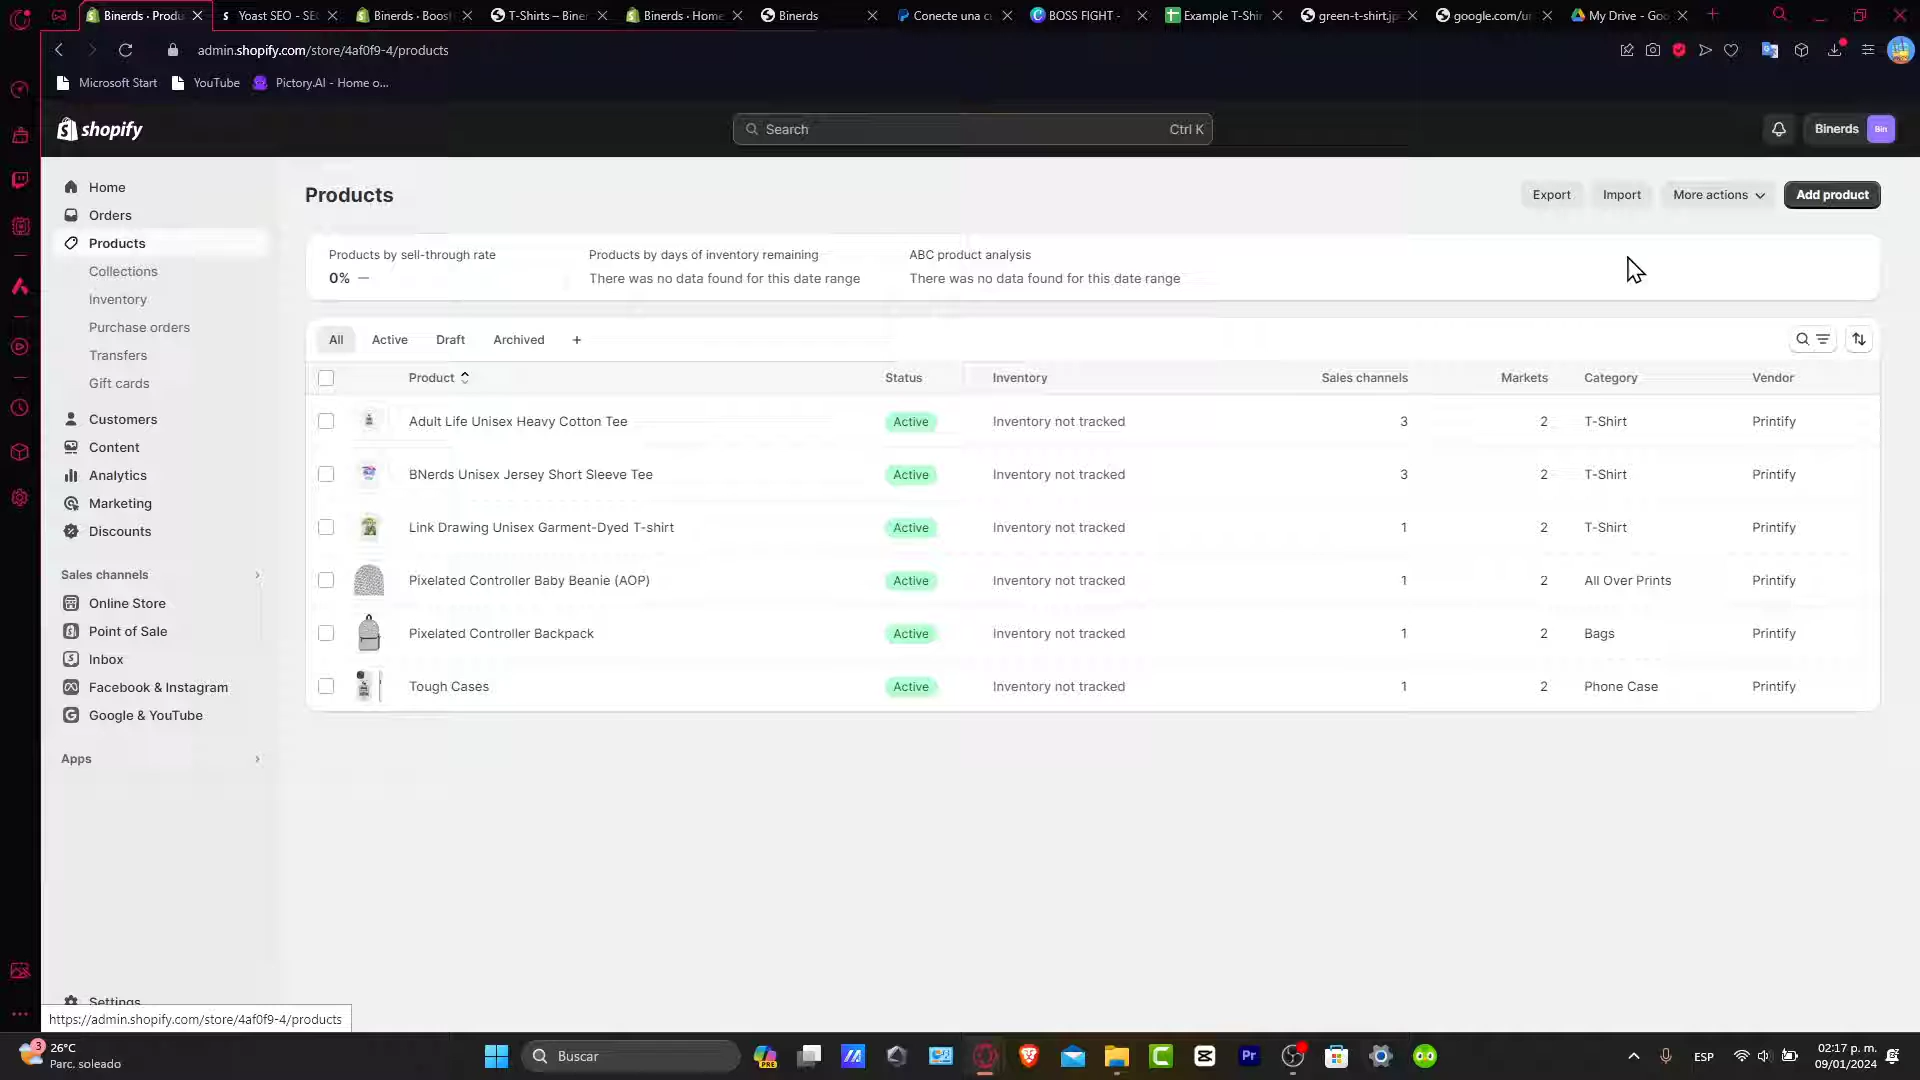 Binerds · Produ
Yoast SEO - SE
Binerds · Boost
T-Shirts – Biner
Binerds · Home
Binerds
Conecte una c
BOSS FIGHT -
Example T-Shir
green-t-shirt.jp
google.com/ur
My Drive - Goo
admin.shopify.com/store/4af0f9-4/products
Microsoft Start
YouTube
Pictory.AI - Home o...
shopify
Search
Ctrl K
Binerds
Bin
Home
Orders
Products
Collections
Inventory
Purchase orders
Transfers
Gift cards
Customers
Content
Analytics
Marketing
Discounts
Sales channels
Online Store
Point of Sale
Inbox
Facebook & Instagram
Google & YouTube
Apps
Settings
https://admin.shopify.com/store/4af0f9-4/products
Products
Export
Import
More actions
Add product
Products by sell-through rate
0% —
Products by days of inventory remaining
There was no data found for this date range
ABC product analysis
There was no data found for this date range
All
Active
Draft
Archived
+
Product
Status
Inventory
Sales channels
Markets
Category
Vendor
Adult Life Unisex Heavy Cotton Tee Active Inventory not tracked 3 2 T-Shirt Printify
BNerds Unisex Jersey Short Sleeve Tee Active Inventory not tracked 3 2 T-Shirt Printify
Link Drawing Unisex Garment-Dyed T-shirt Active Inventory not tracked 1 2 T-Shirt Printify
Pixelated Controller Baby Beanie (AOP) Active Inventory not tracked 1 2 All Over Prints Printify
Pixelated Controller Backpack Active Inventory not tracked 1 2 Bags Printify
Tough Cases Active Inventory not tracked 1 2 Phone Case Printify
3
26°C
Parc. soleado
Buscar
PRE
Pr
ESP
02:17 p. m.
09/01/2024